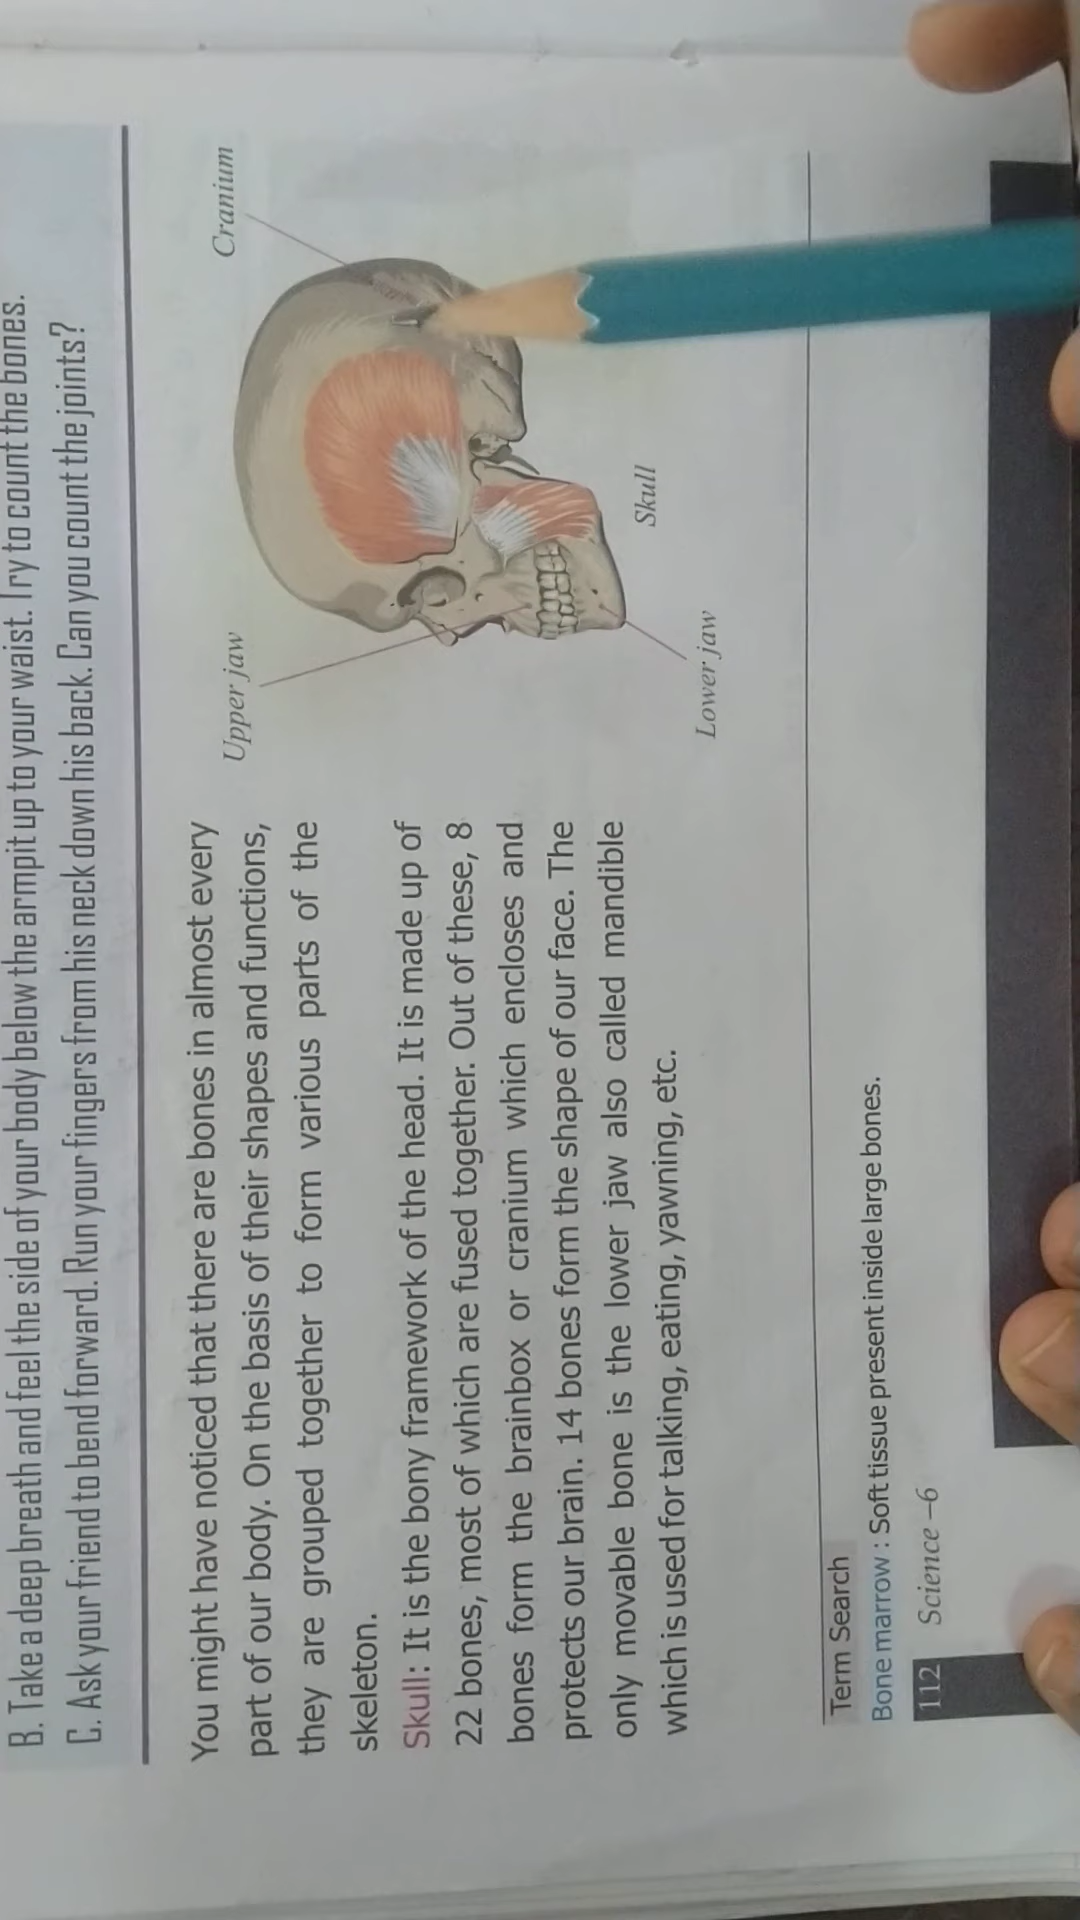 B. Take a deep breath and feel the side of your body below the armpit up to your waist. Try to count the bones.
C. Ask your friend to bend forward. Run your fingers from his neck down his back. Can you count the joints?
You might have noticed that there are bones in almost every
part of our body. On the basis of their shapes and functions,
they are grouped together to form various parts of the
skeleton.
Skull: It is the bony framework of the head. It is made up of
22 bones, most of which are fused together. Out of these, 8
bones form the brainbox or cranium which encloses and
protects our brain. 14 bones form the shape of our face. The
only movable bone is the lower jaw also called mandible
which is used for talking, eating, yawning, etc.
Upper jaw
Cranium
Skull
Lower jaw
Term Search
Bone marrow : Soft tissue present inside large bones.
112 Science –6